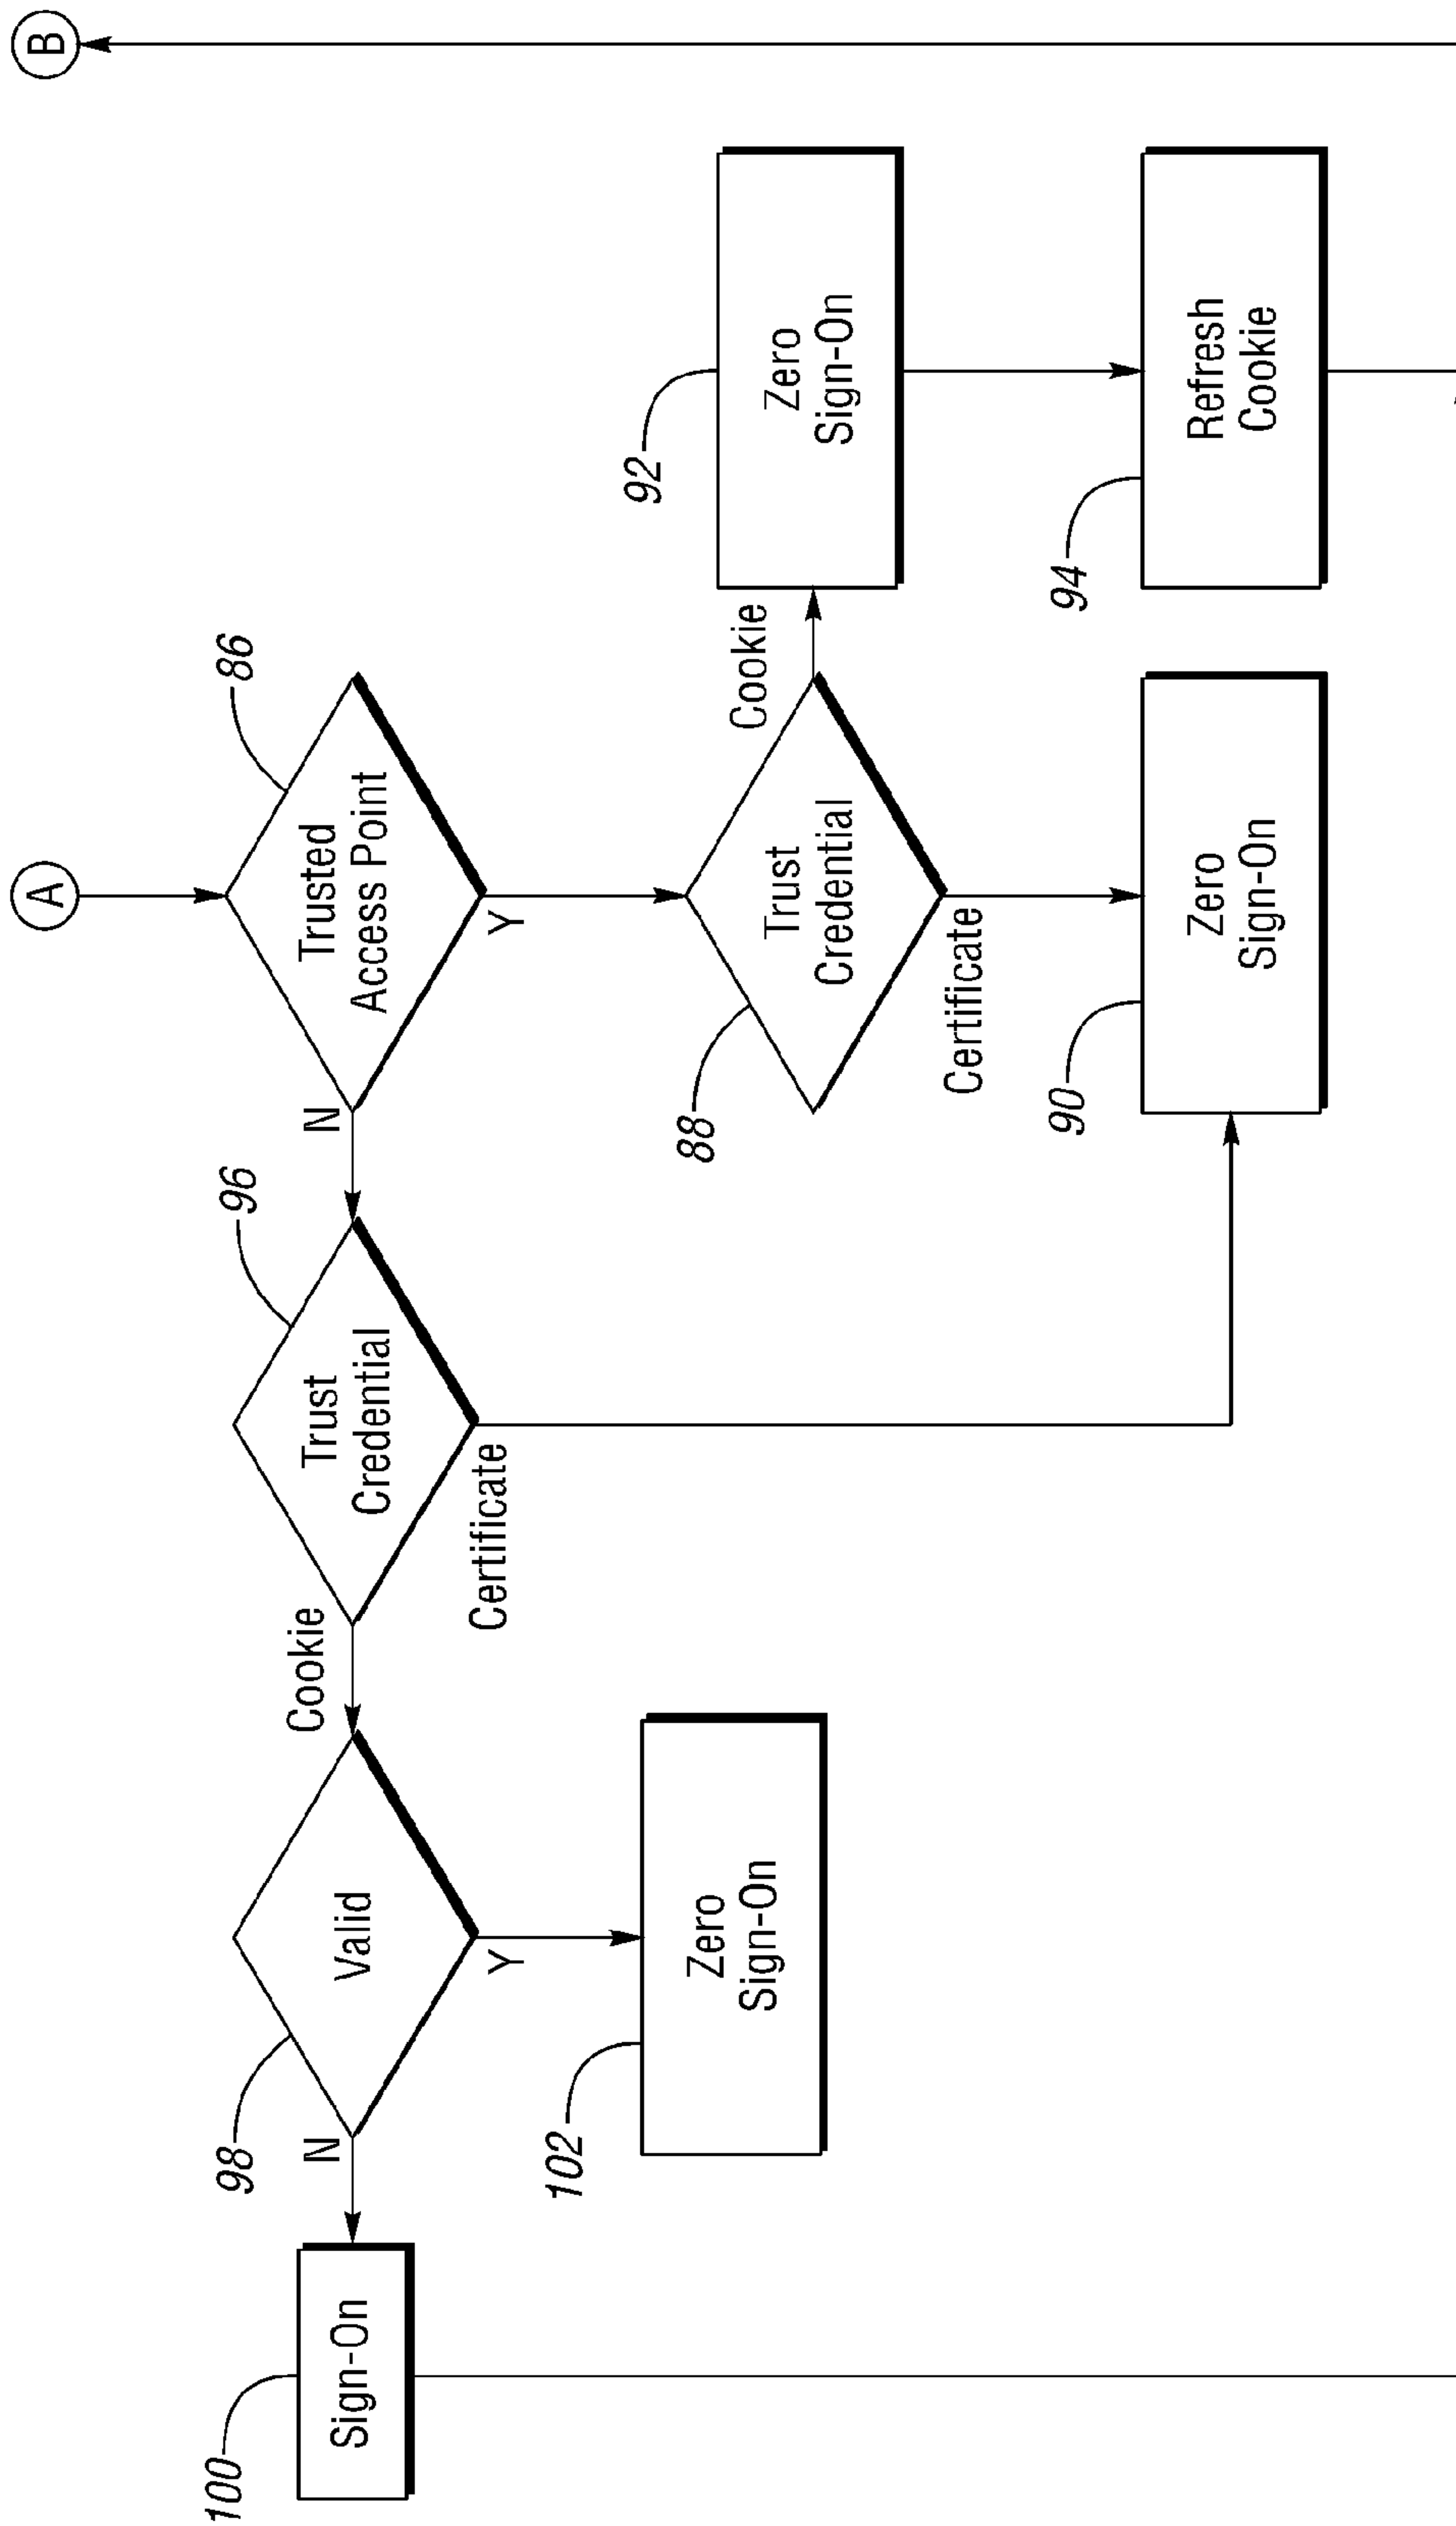 A
B
86
Trusted
Access Point
N
Y
96
Trust
Credential
Cookie
Certificate
98
Valid
N
Y
100
Sign-On
102
Zero
Sign-On
88
Trust
Credential
Cookie
Certificate
92
Zero
Sign-On
90
Zero
Sign-On
94
Refresh
Cookie